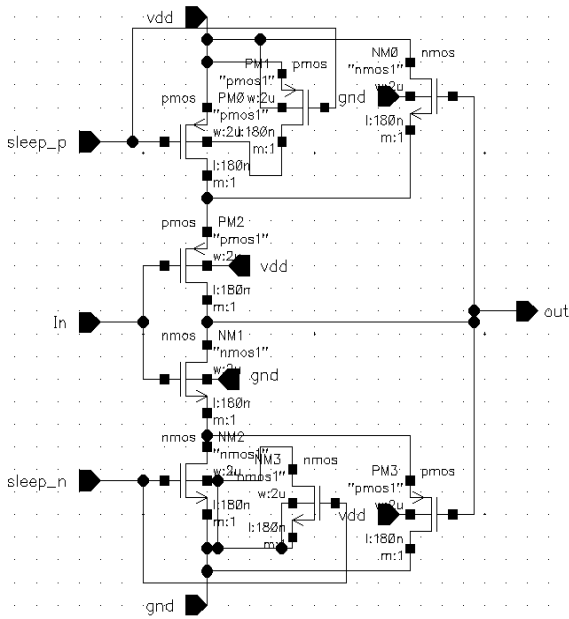 vdd
PM1
pmos
"pmos1"
w:2u
l:180n
m:1
NM0
nmos
"nmos1"
w:2u
gnd
l:180n
m:1
pmos
PM0
"pmos1"
w:2u
sleep_p
l:180n
m:1
pmos
PM2
"pmos1"
w:2u
vdd
l:180n
m:1
out
In
nmos
NM1
"nmos1"
w:2u
gnd
l:180n
m:1
nmos
NM2
"nmos1"
w:2u
sleep_n
l:180n
m:1
NM3
nmos
"nmos1"
w:2u
l:180n
m:1
PM3
pmos
"pmos1"
w:2u
vdd
l:180n
m:1
gnd